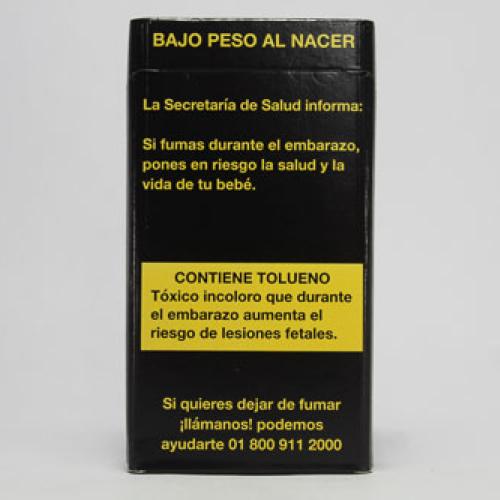 BAJO PESO AL NACER
La Secretaría de Salud informa:
Si fumas durante el embarazo,
pones en riesgo la salud y la
vida de tu bebé.
CONTIENE TOLUENO
Tóxico incoloro que durante
el embarazo aumenta el
riesgo de lesiones fetales.
Si quieres dejar de fumar
¡llámanos! podemos
ayudarte 01 800 911 2000